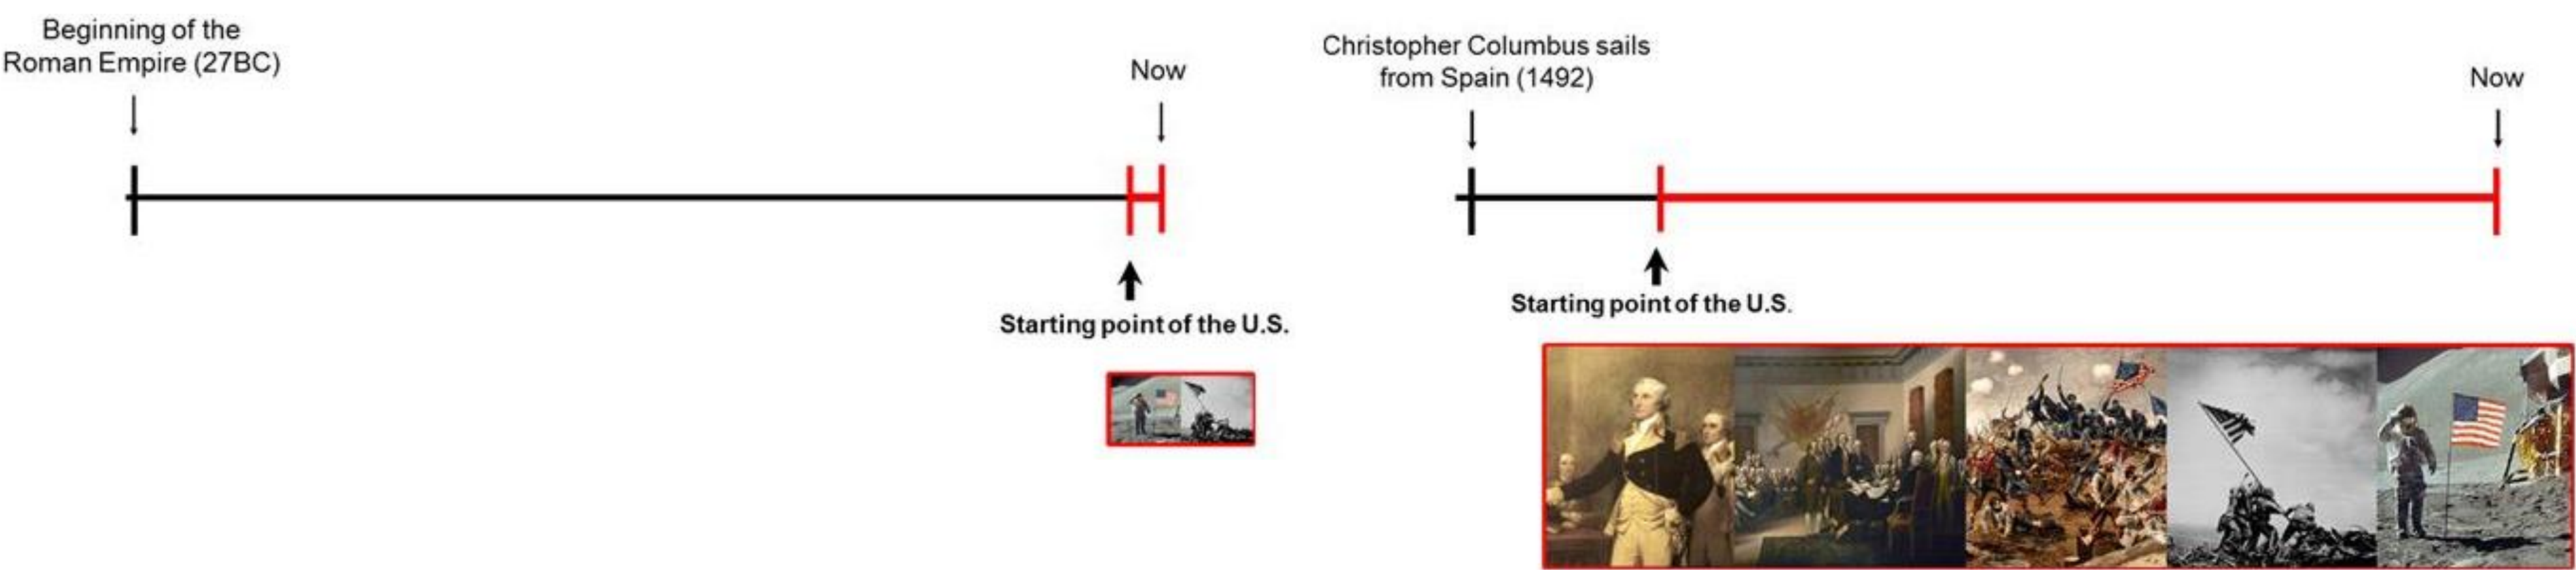 Beginning of the
Roman Empire (27BC)
Now
Starting point of the U.S.
Christopher Columbus sails
from Spain (1492)
Now
Starting point of the U.S.